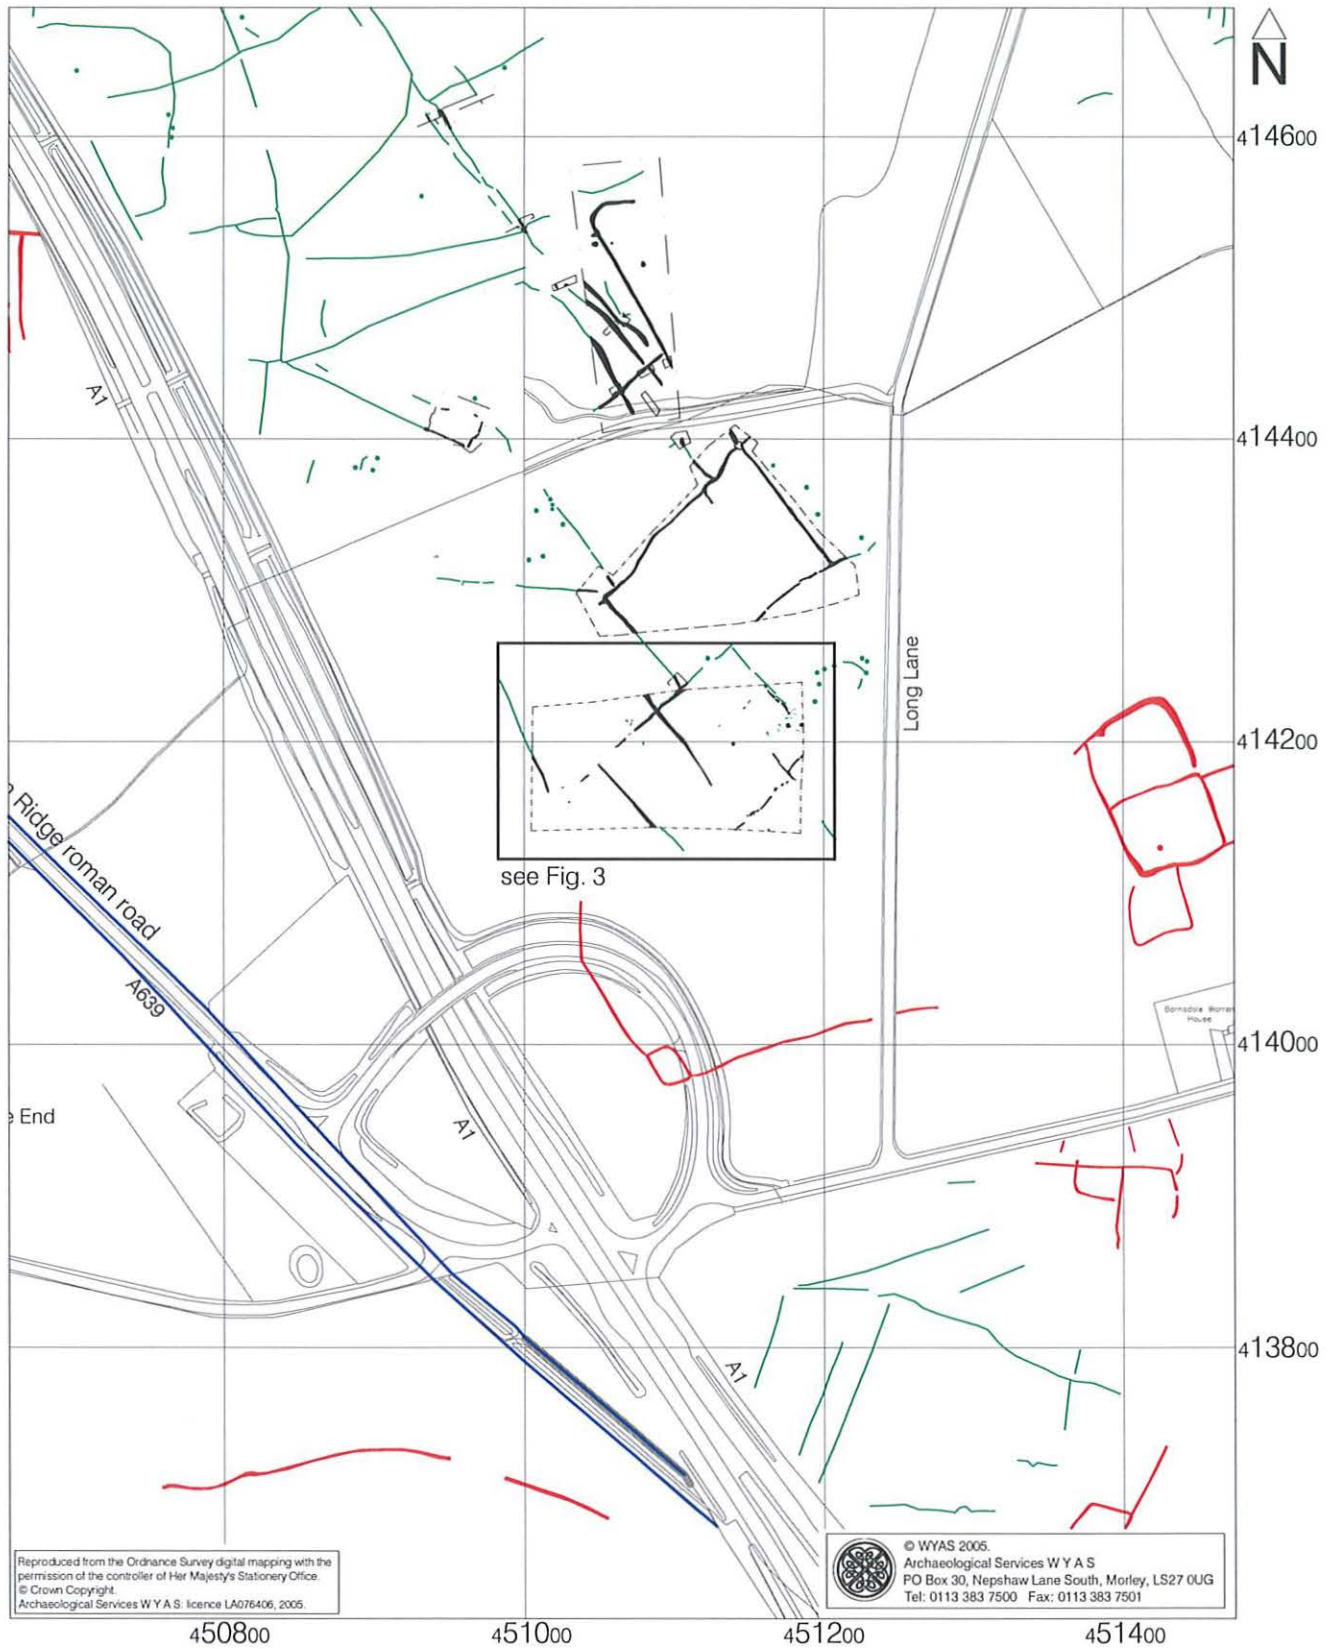 N
414600
A1
414400
Long Lane
414200
Ridge roman road
see Fig. 3
A639
Barnsdale Warren
House
414000
End
A1
413800
A1
Reproduced from the Ordnance Survey digital mapping with the
permission of the controller of Her Majesty's Stationery Office.
© Crown Copyright.
Archaeological Services W Y A S: licence LA076406, 2005.
© WYAS 2005.
Archaeological Services W Y A S
PO Box 30, Nepshaw Lane South, Morley, LS27 0UG
Tel: 0113 383 7500 Fax: 0113 383 7501
450800
451000
451200
451400